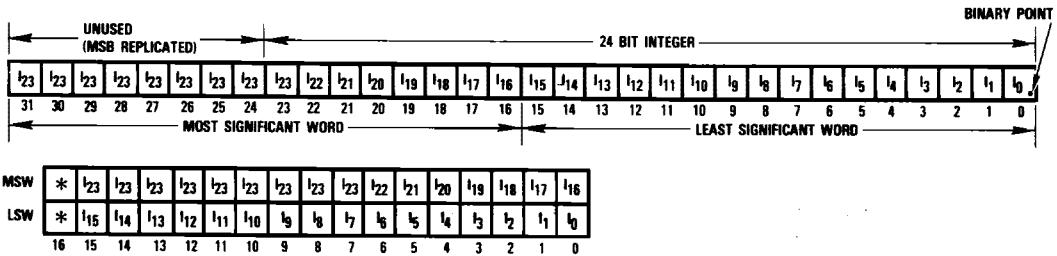 BINARY POINT
UNUSED
(MSB REPLICATED)
24 BIT INTEGER
I23 I23 I23 I23 I23 I23 I23 I23 I23 I22 I21 I20 I19 I18 I17 I16 I15 I14 I13 I12 I11 I10 I9 I8 I7 I6 I5 I4 I3 I2 I1 I0 .
31 30 29 28 27 26 25 24 23 22 21 20 19 18 17 16 15 14 13 12 11 10 9 8 7 6 5 4 3 2 1 0
MOST SIGNIFICANT WORD LEAST SIGNIFICANT WORD
MSW * I23 I23 I23 I23 I23 I23 I23 I23 I23 I22 I21 I20 I19 I18 I17 I16
LSW * I15 I14 I13 I12 I11 I10 I9 I8 I7 I6 I5 I4 I3 I2 I1 I0
16 15 14 13 12 11 10 9 8 7 6 5 4 3 2 1 0